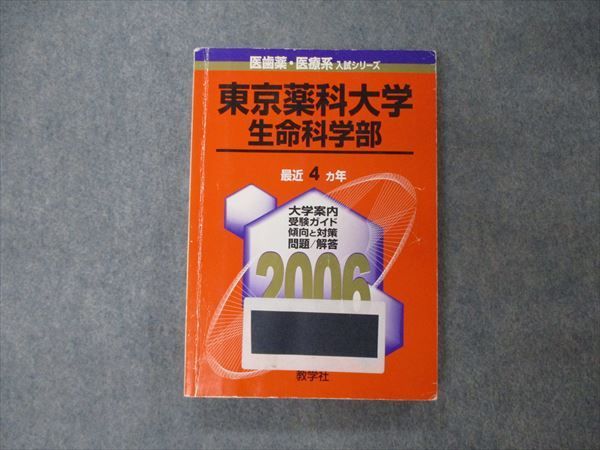 医歯薬・医療系 入試シリーズ
東京薬科大学
生命科学部
最近 4 ヵ年
大学案内
受験ガイド
傾向と対策
問題/解答
2006
教学社